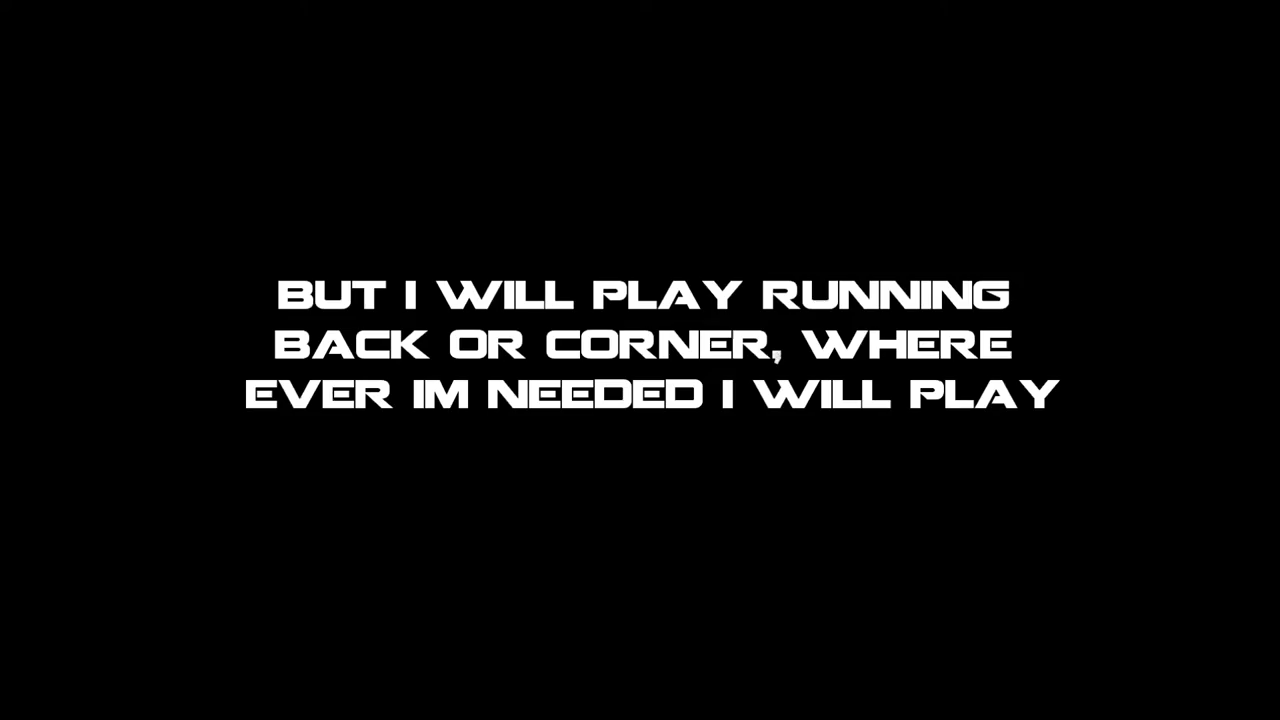 BUT I WILL PLAY RUNNING
BACK OR CORNER, WHERE
EVER IM NEEDED I WILL PLAY